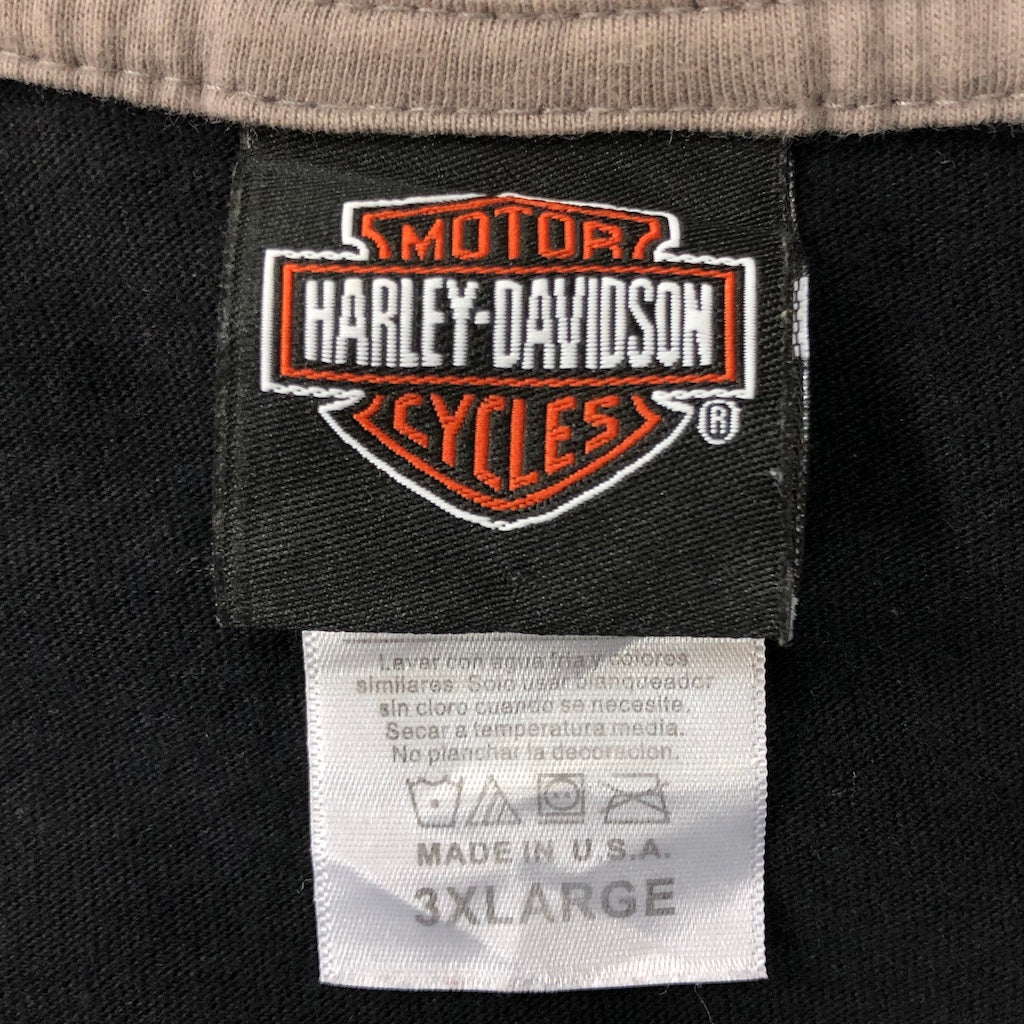 MOTOR
HARLEY-DAVIDSON
CYCLES
®
Lavar con agua fria y colores
similares. Solo usar blanqueador
sin cloro cuando se necesite.
Secar a temperatura media.
No planchar la decoracion.
MADE IN U.S.A.
3XLARGE